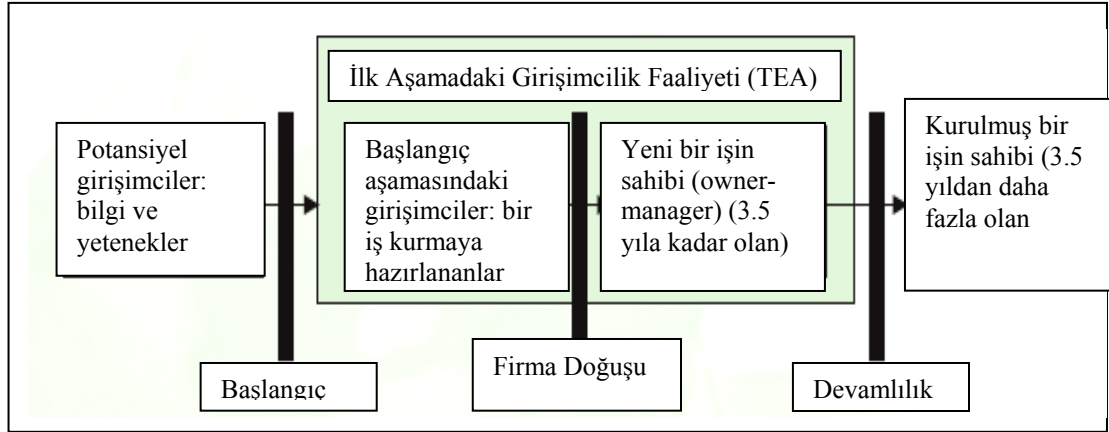 İlk Aşamadaki Girişimcilik Faaliyeti (TEA)
Potansiyel
girişimciler:
bilgi ve
yetenekler
Başlangıç
aşamasındaki
girişimciler: bir
iş kurmaya
hazırlananlar
Yeni bir işin
sahibi (owner-
manager) (3.5
yıla kadar olan)
Kurulmuş bir
işin sahibi (3.5
yıldan daha
fazla olan
Başlangıç
Firma Doğuşu
Devamlılık